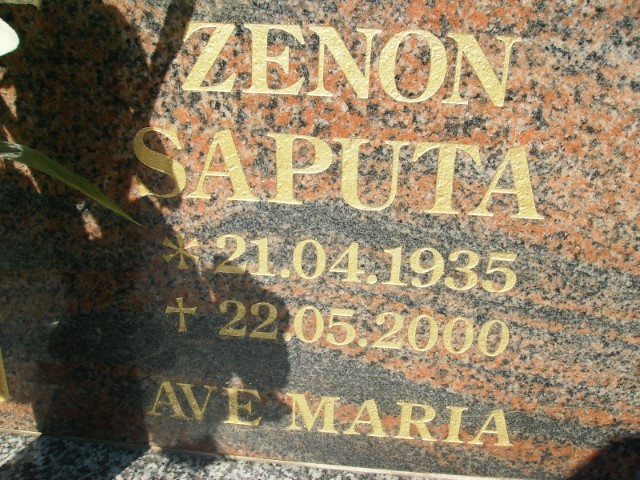 ZENON
SAPUTA
* 21.04.1935
† 22.05.2000
AVE MARIA